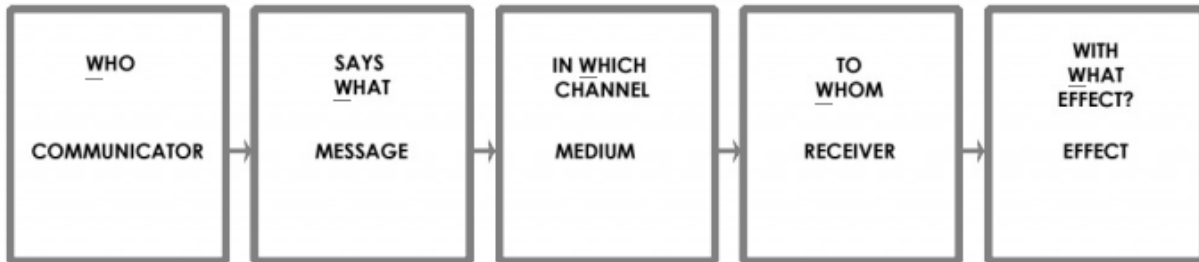 WHO
COMMUNICATOR
SAYS
WHAT
MESSAGE
IN WHICH
CHANNEL
MEDIUM
TO
WHOM
RECEIVER
WITH
WHAT
EFFECT?
EFFECT